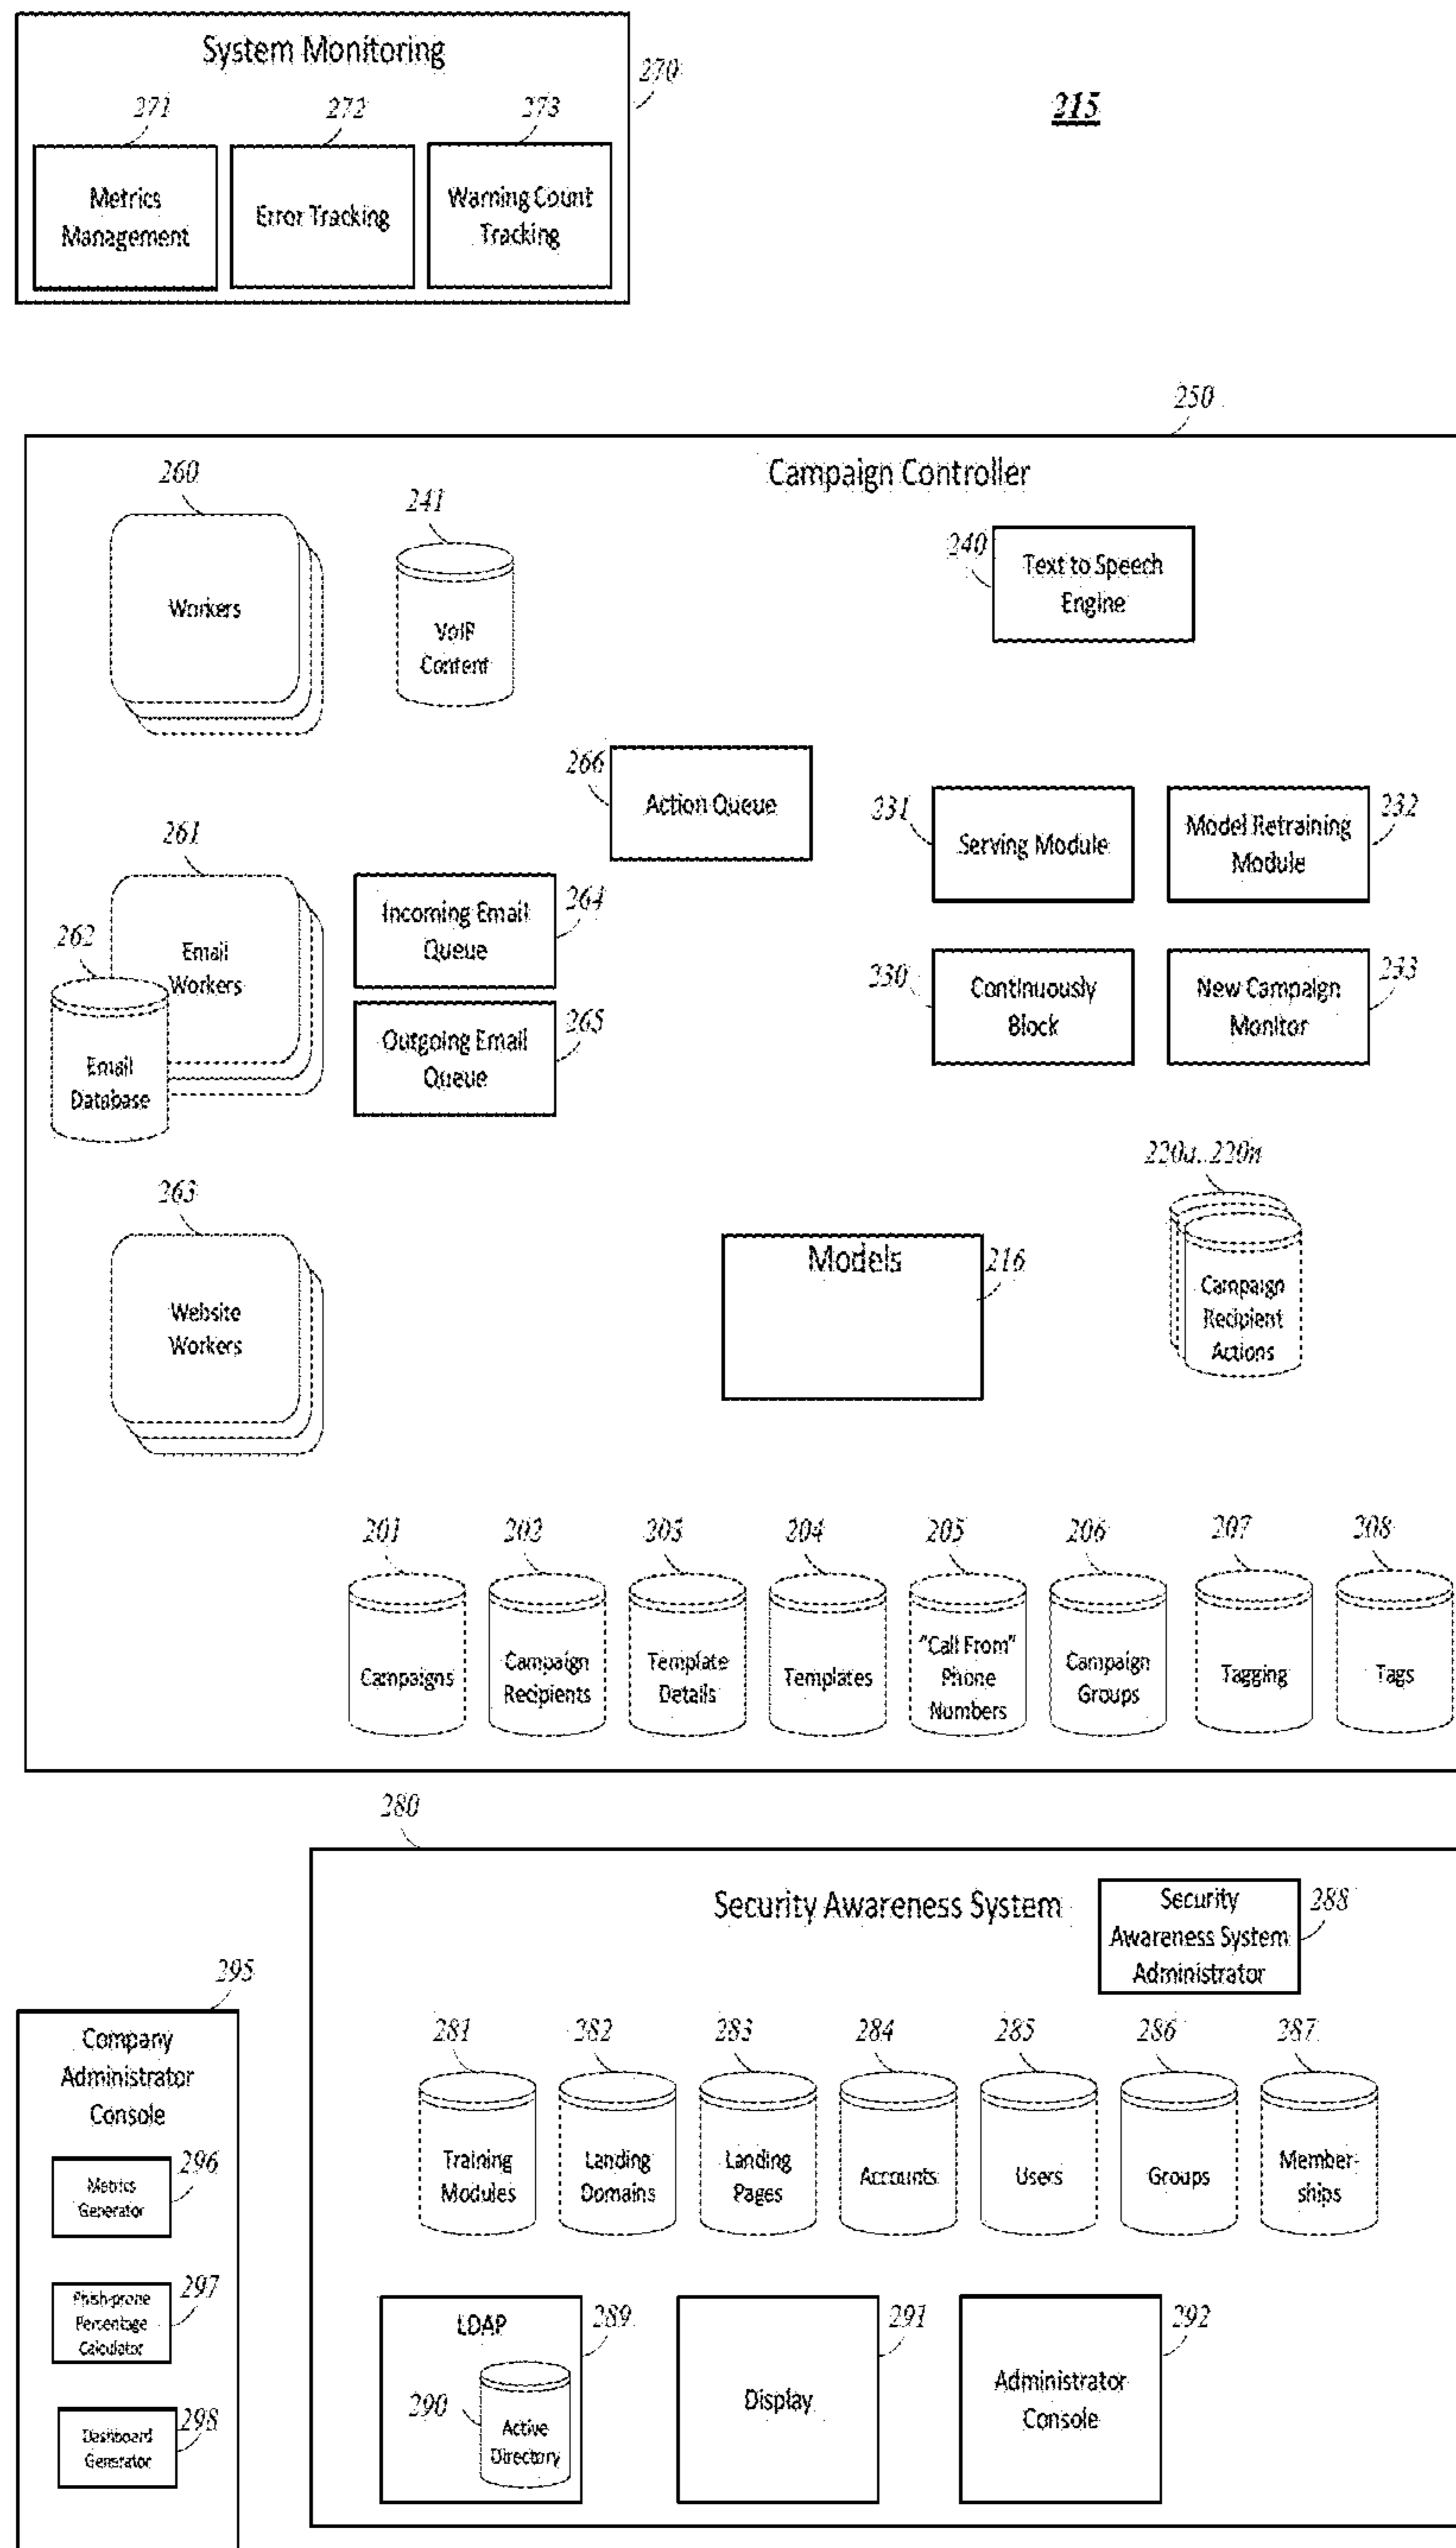 System Monitoring
270
215
271
272
273
Metrics
Management
Error Tracking
Warning Count
Tracking
250
Campaign Controller
260
Workers
241
VoIP
Content
240
Text to Speech
Engine
266
Action Queue
231
Serving Module
Model Retraining
Module
232
261
Email
Workers
262
Email
Database
Incoming Email
Queue
264
Outgoing Email
Queue
265
230
Continuously
Block
New Campaign
Monitor
233
263
Website
Workers
Models
216
220a..220n
Campaign
Recipient
Actions
201
202
203
204
205
206
207
208
Campaigns
Campaign
Recipients
Template
Details
Templates
"Call From"
Phone
Numbers
Campaign
Groups
Tagging
Tags
280
Security Awareness System
Security
Awareness System
Administrator
288
295
Company
Administrator
Console
Metrics
Generator
296
Phish-prone
Percentage
Calculator
297
Dashboard
Generator
298
281
282
283
284
285
286
287
Training
Modules
Landing
Domains
Landing
Pages
Accounts
Users
Groups
Member-
ships
LDAP
289
290
Active
Directory
Display
291
Administrator
Console
292